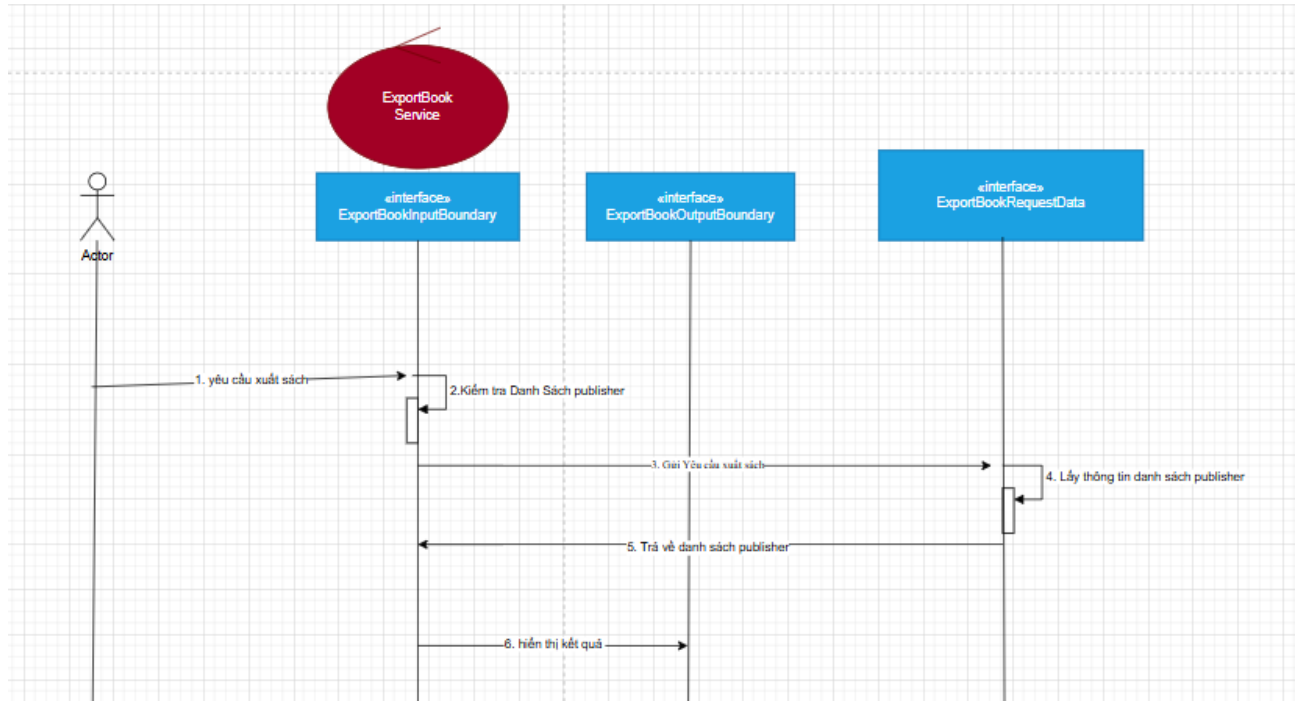 ExportBook
Service
«interface»
ExportBookInputBoundary
«interface»
ExportBookOutputBoundary
«interface»
ExportBookRequestData
Actor
1. yêu cầu xuất sách
2.Kiểm tra Danh Sách publisher
3. Gửi Yêu cầu xuất sách
4. Lấy thông tin danh sách publisher
5. Trả về danh sách publisher
6. hiển thị kết quả